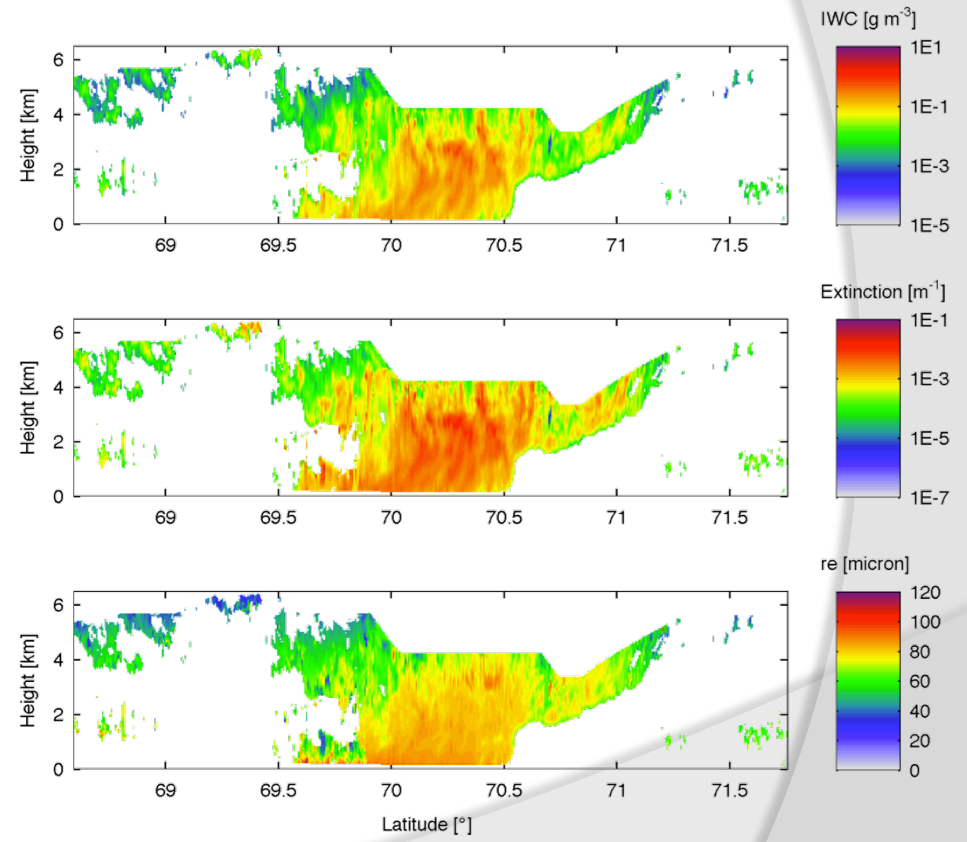 IWC [g m-3]
6
4
2
0
Height [km]
69 69.5 70 70.5 71 71.5
1E1
1E-1
1E-3
1E-5
Extinction [m-1]
6
4
2
0
Height [km]
69 69.5 70 70.5 71 71.5
1E-1
1E-3
1E-5
1E-7
re [micron]
6
4
2
0
Height [km]
69 69.5 70 70.5 71 71.5
Latitude [°]
120
100
80
60
40
20
0